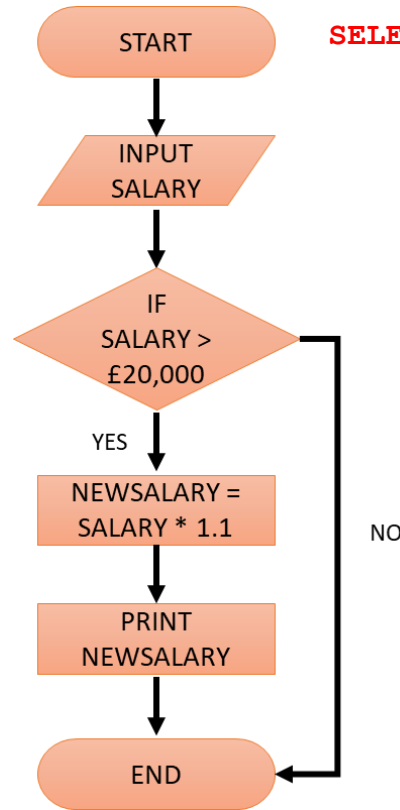 START
SELE
INPUT
SALARY
IF
SALARY >
£20,000
YES
NEWSALARY =
SALARY * 1.1
NO
PRINT
NEWSALARY
END